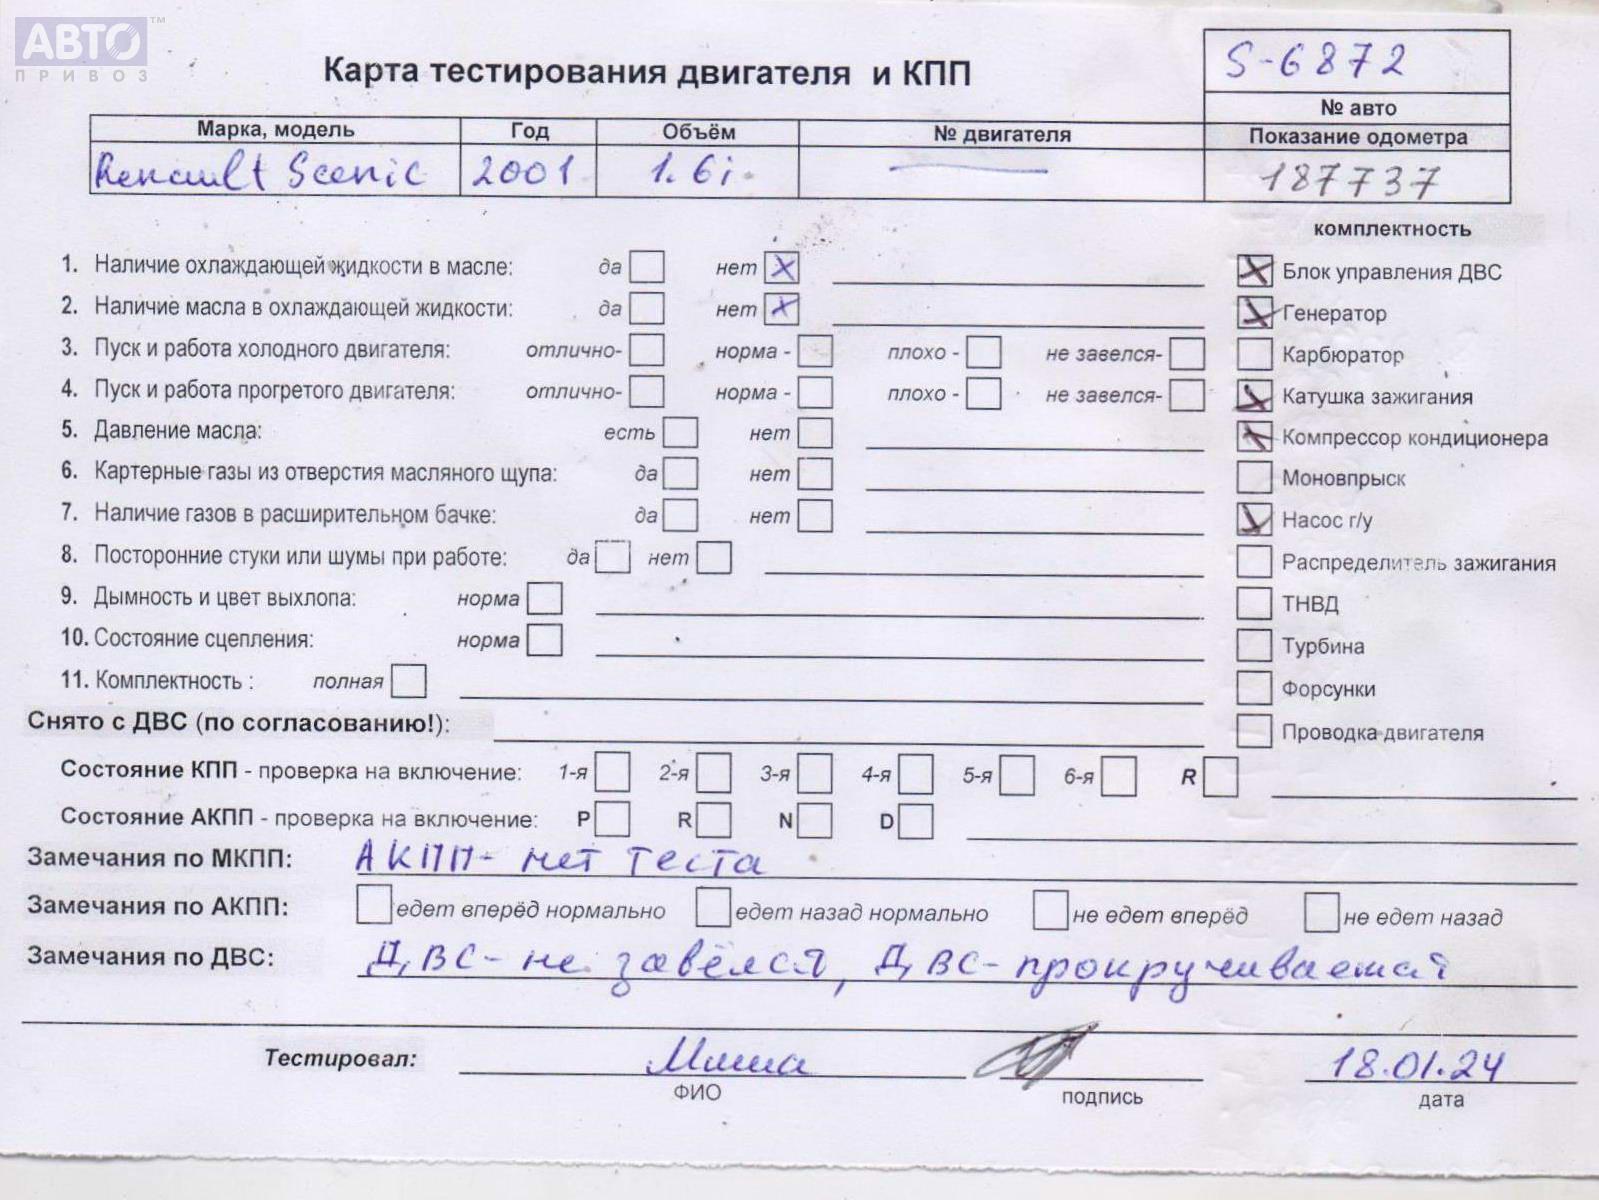 АВТО™
ПРИВОЗ
Карта тестирования двигателя и КПП
S-6872
№ авто
Марка, модель Год Объём № двигателя Показание одометра
Renault Scenic 2001 1.6i 187737
комплектность
1. Наличие охлаждающей жидкости в масле: да нет X Блок управления ДВС
2. Наличие масла в охлаждающей жидкости: да нет X Генератор
3. Пуск и работа холодного двигателя: отлично- норма - плохо - не завелся- Карбюратор
4. Пуск и работа прогретого двигателя: отлично- норма - плохо - не завелся- Катушка зажигания
5. Давление масла: есть нет Компрессор кондиционера
6. Картерные газы из отверстия масляного щупа: да нет Моновпрыск
7. Наличие газов в расширительном бачке: да нет Насос г/у
8. Посторонние стуки или шумы при работе: да нет Распределитель зажигания
9. Дымность и цвет выхлопа: норма ТНВД
10. Состояние сцепления: норма Турбина
11. Комплектность : полная Форсунки
Снято с ДВС (по согласованию!): Проводка двигателя
Состояние КПП - проверка на включение: 1-я 2-я 3-я 4-я 5-я 6-я R
Состояние АКПП - проверка на включение: P R N D
Замечания по МКПП: АКПП- нет теста
Замечания по АКПП: едет вперёд нормально едет назад нормально не едет вперёд не едет назад
Замечания по ДВС: ДВС- не завёлся, ДВС- прокручивается
Тестировал: Миша 18.01.24
ФИО подпись дата